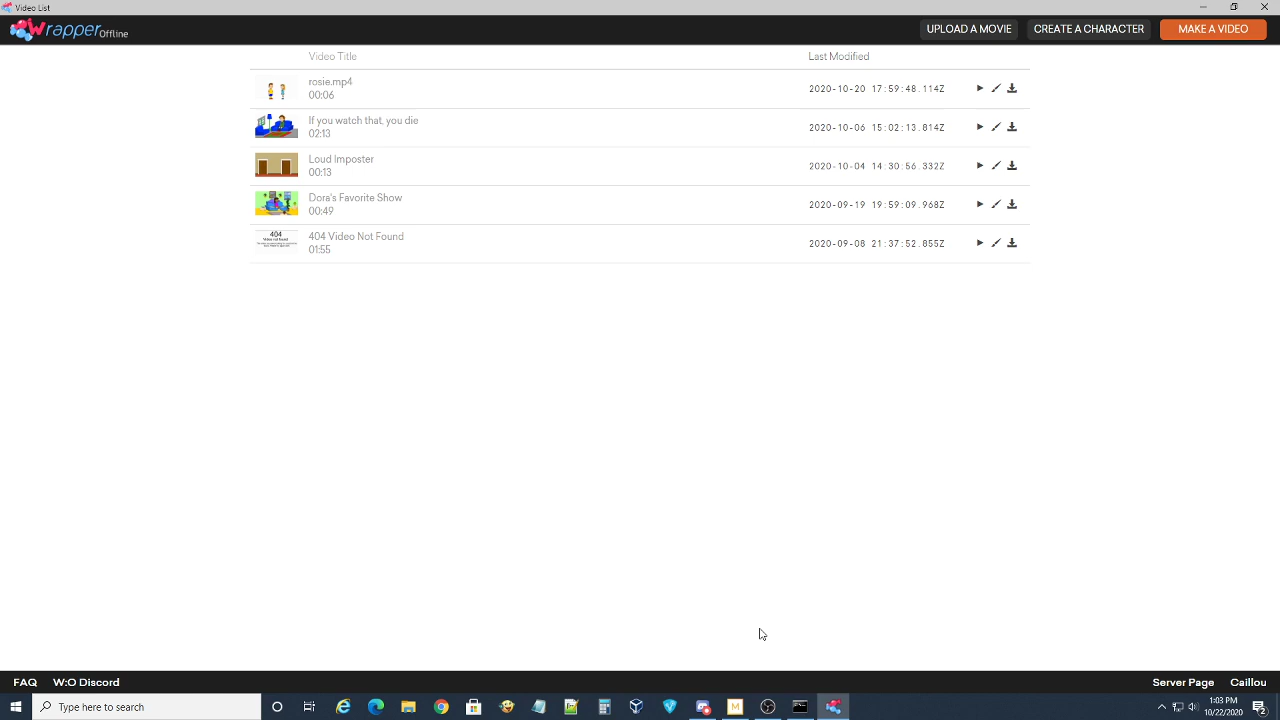 Video List
Wrapper Offline
UPLOAD A MOVIE CREATE A CHARACTER MAKE A VIDEO
Video Title Last Modified
rosie.mp4
00:06
2020-10-20 17:59:48.114Z
If you watch that, you die
02:13
2020-10-06 15:02:13.814Z
Loud Imposter
00:13
2020-10-04 14:30:56.332Z
Dora's Favorite Show
00:49
2020-09-19 19:59:09.968Z
404
Video not found
404 Video Not Found
01:55
2020-09-08 21:37:52.855Z
FAQ W:O Discord Server Page Caillou
Type here to search
M
1:03 PM
10/22/2020
2